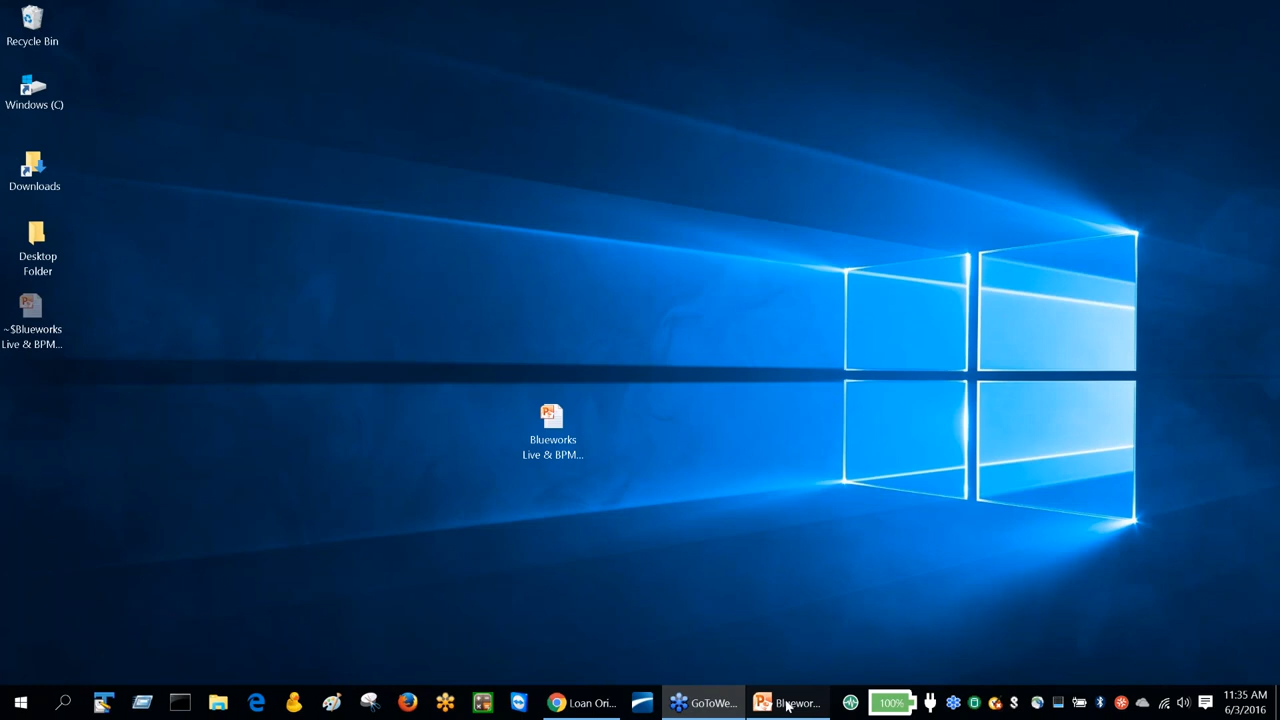 Recycle Bin
Windows (C)
Downloads
Desktop
Folder
~$Blueworks
Live & BPM...
Blueworks
Live & BPM...
Loan Ori...
GoToWe...
Bluewor...
100%
11:35 AM
6/3/2016